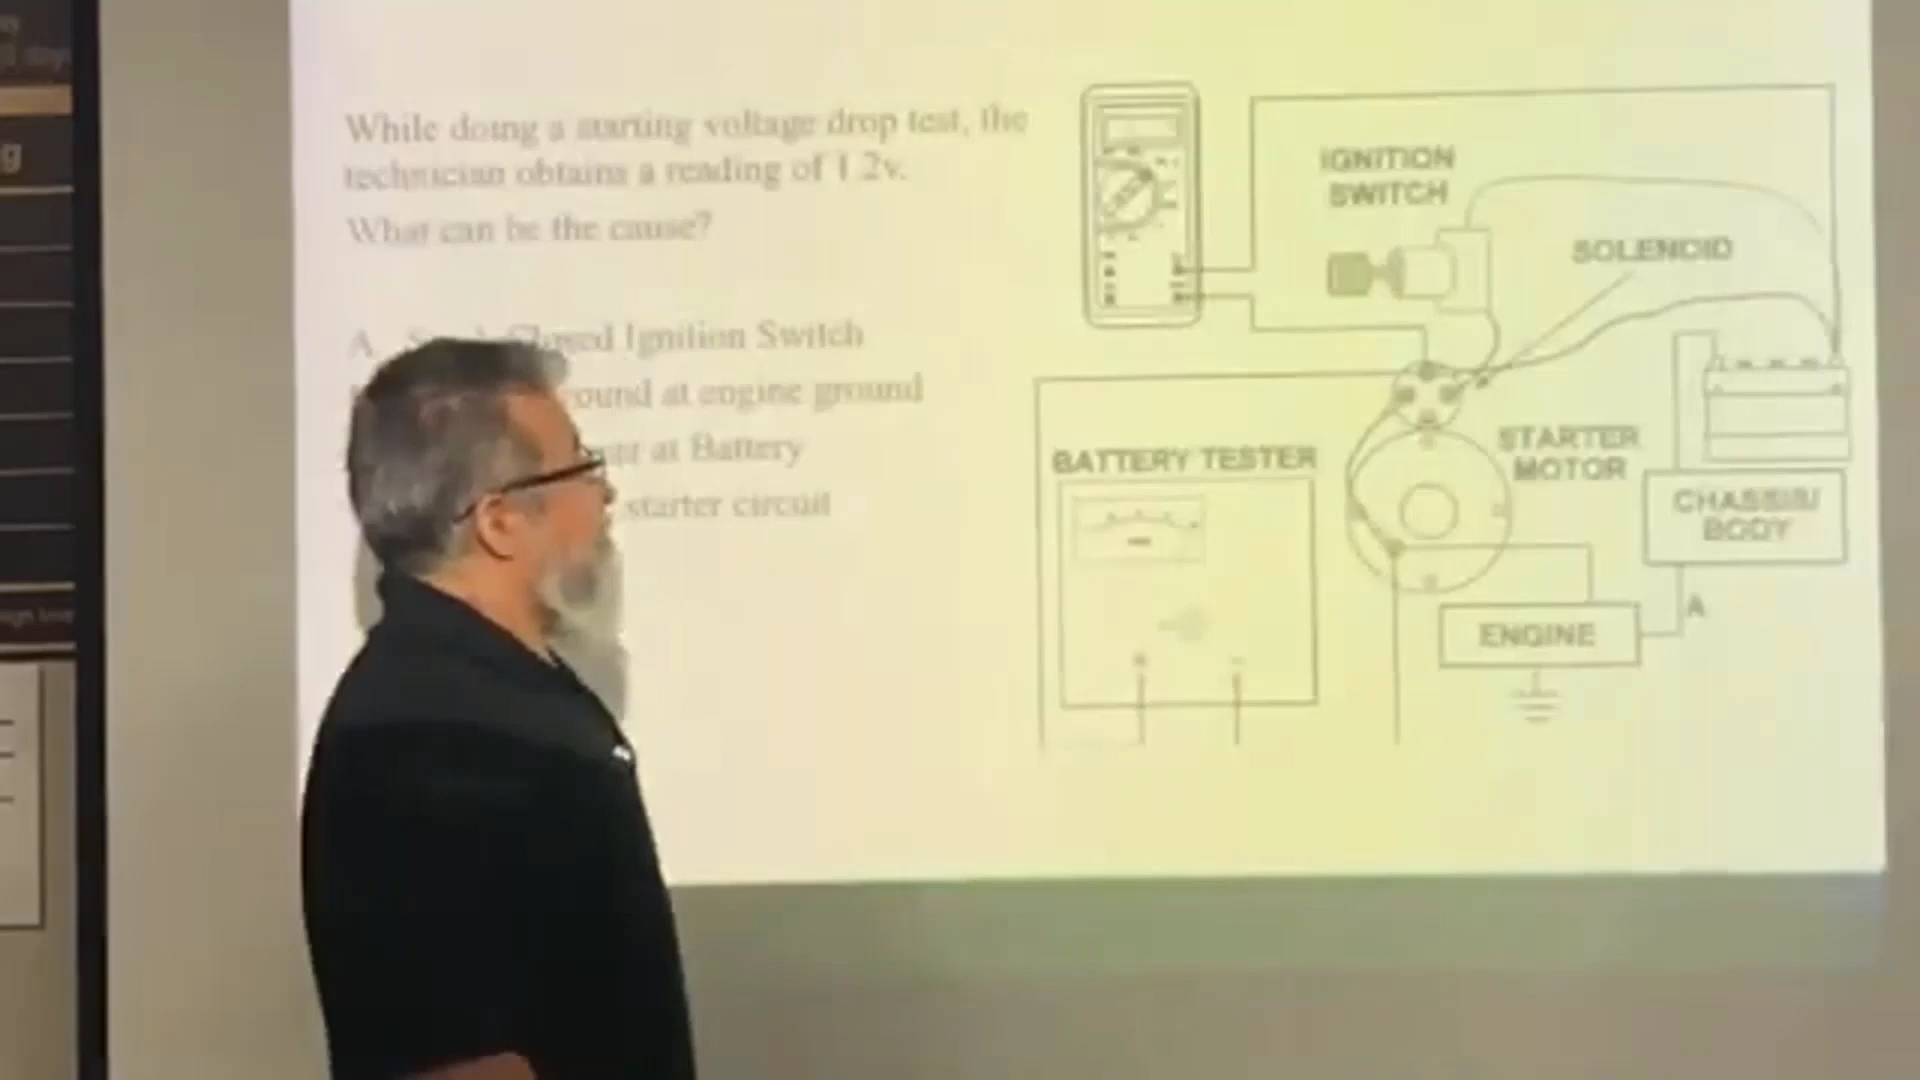 While doing a starting voltage drop test, the
technician obtains a reading of 1.2v.
What can be the cause?
A. Closed Ignition Switch
ound at engine ground
at Battery
starter circuit
IGNITION
SWITCH
SOLENOID
BATTERY TESTER
STARTER
MOTOR
CHASSIS/
BODY
A
ENGINE
g